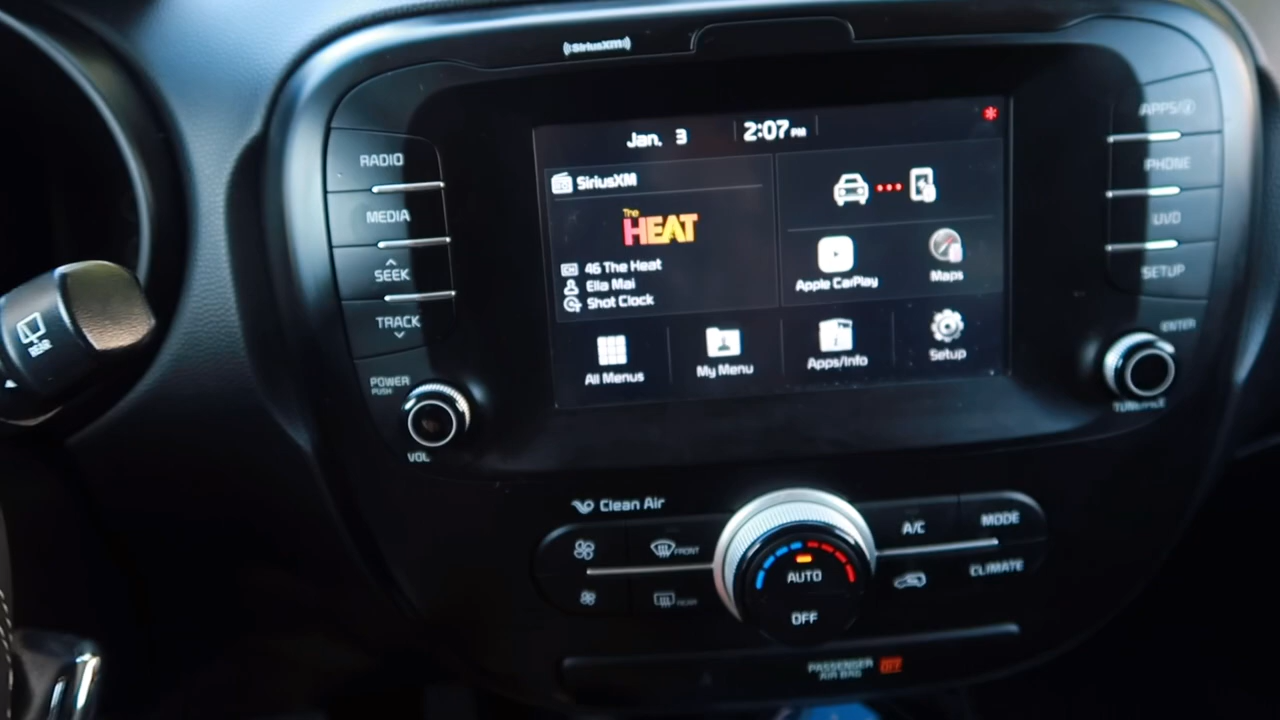 ((SiriusXM))
RADIO
MEDIA
SEEK
TRACK
POWER
PUSH
VOL
Jan. 3
2:07 PM
SiriusXM
The
HEAT
46 The Heat
Ella Mai
Shot Clock
Apple CarPlay
Maps
All Menus
My Menu
Apps/Info
Setup
APPS/i
PHONE
UVO
SETUP
ENTER
REAR
Clean Air
FRONT
REAR
AUTO
OFF
A/C
MODE
CLIMATE
PASSENGER
AIR BAG
OFF